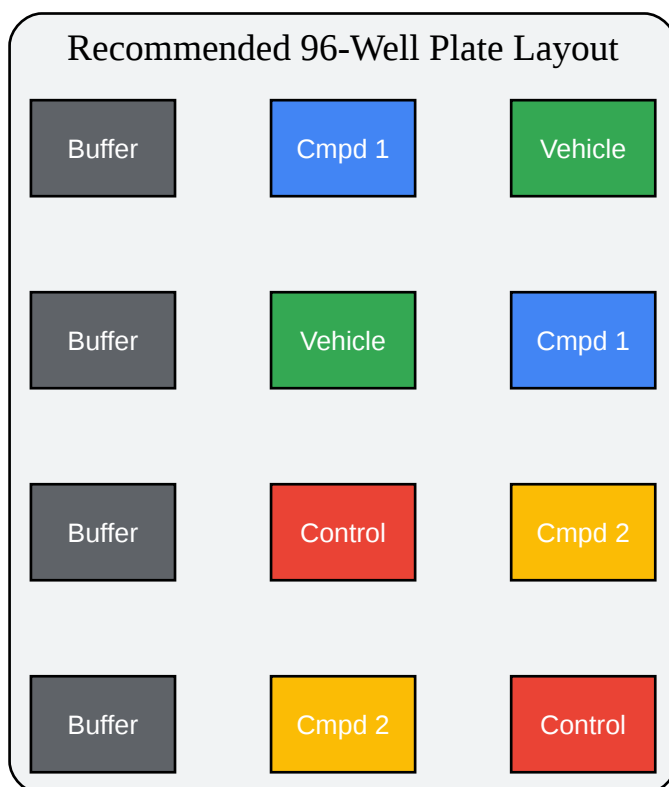 Recommended 96-Well Plate Layout
Buffer Cmpd 1 Vehicle
Buffer Vehicle Cmpd 1
Buffer Control Cmpd 2
Buffer Cmpd 2 Control